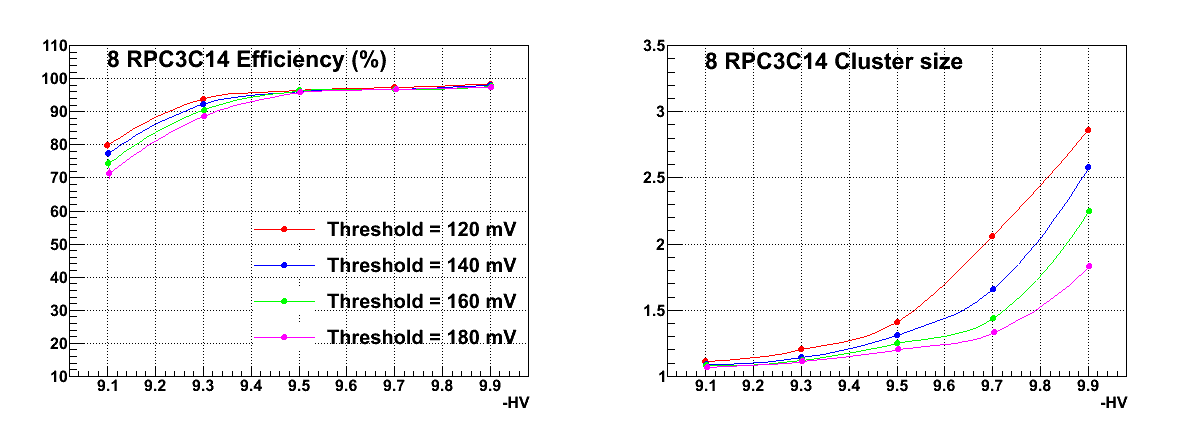 8 RPC3C14 Efficiency (%)
110
100
90
80
70
60
50
40
30
20
10
Threshold = 120 mV
Threshold = 140 mV
Threshold = 160 mV
Threshold = 180 mV
9.1 9.2 9.3 9.4 9.5 9.6 9.7 9.8 9.9
-HV
8 RPC3C14 Cluster size
3.5
3
2.5
2
1.5
1
9.1 9.2 9.3 9.4 9.5 9.6 9.7 9.8 9.9
-HV